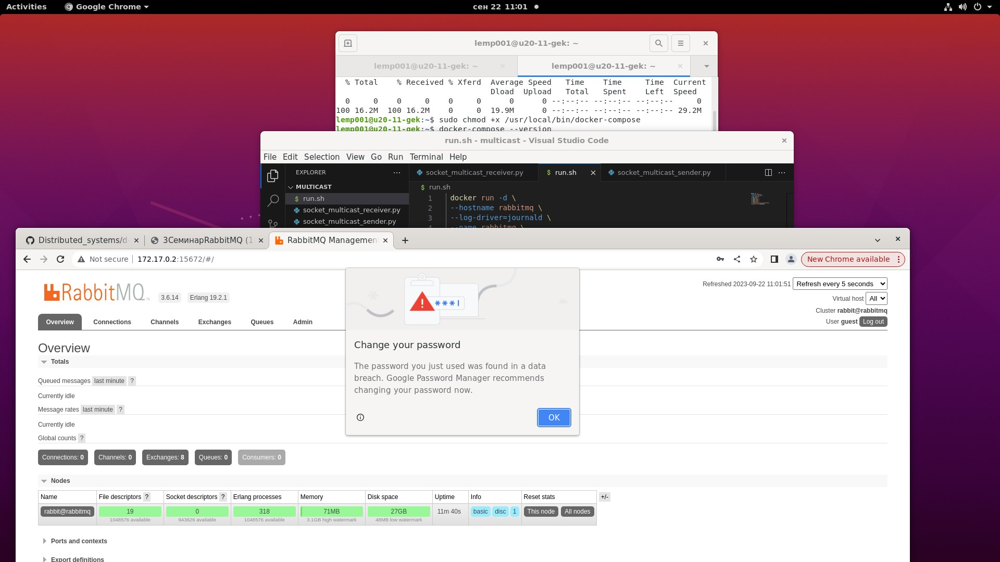 Activities Google Chrome сен 22 11:01
lemp001@u20-11-gek: ~
lemp001@u20-11-gek: ~ lemp001@u20-11-gek: ~
% Total % Received % Xferd Average Speed Time Time Time Current
Dload Upload Total Spent Left Speed
0 0 0 0 0 0 0 0 --:--:-- --:--:-- --:--:-- 0
100 16.2M 100 16.2M 0 0 19.9M 0 --:--:-- --:--:-- --:--:-- 29.2M
lemp001@u20-11-gek:~$ sudo chmod +x /usr/local/bin/docker-compose
lemp001@u20-11-gek:~$ docker-compose --version
run.sh - multicast - Visual Studio Code
File Edit Selection View Go Run Terminal Help
EXPLORER
MULTICAST
run.sh
socket_multicast_receiver.py
socket_multicast_sender.py
socket_multicast_receiver.py run.sh socket_multicast_sender.py
$ run.sh
1 docker run -d \
2 --hostname rabbitmq \
3 --log-driver=journald \
4 --name rabbitmq \
Distributed_systems/d 3СеминарRabbitMQ (1 RabbitMQ Managemen
Not secure 172.17.0.2:15672/#/ New Chrome available
RabbitMQ TM 3.6.14 Erlang 19.2.1
Refreshed 2023-09-22 11:01:51 Refresh every 5 seconds
Virtual host All
Cluster rabbit@rabbitmq
User guest Log out
Overview Connections Channels Exchanges Queues Admin
Overview
Totals
Queued messages last minute ?
Currently idle
Message rates last minute ?
Currently idle
Global counts ?
Connections: 0 Channels: 0 Exchanges: 8 Queues: 0 Consumers: 0
***
Change your password
The password you just used was found in a data
breach. Google Password Manager recommends
changing your password now.
OK
Nodes
Name File descriptors ? Socket descriptors ? Erlang processes Memory Disk space Uptime Info Reset stats +/-
rabbit@rabbitmq 19 0 318 71MB 27GB 11m 40s basic disc 1 This node All nodes
1048576 available 943626 available 1048576 available 3.1GB high watermark 48MB low watermark
Ports and contexts
Export definitions